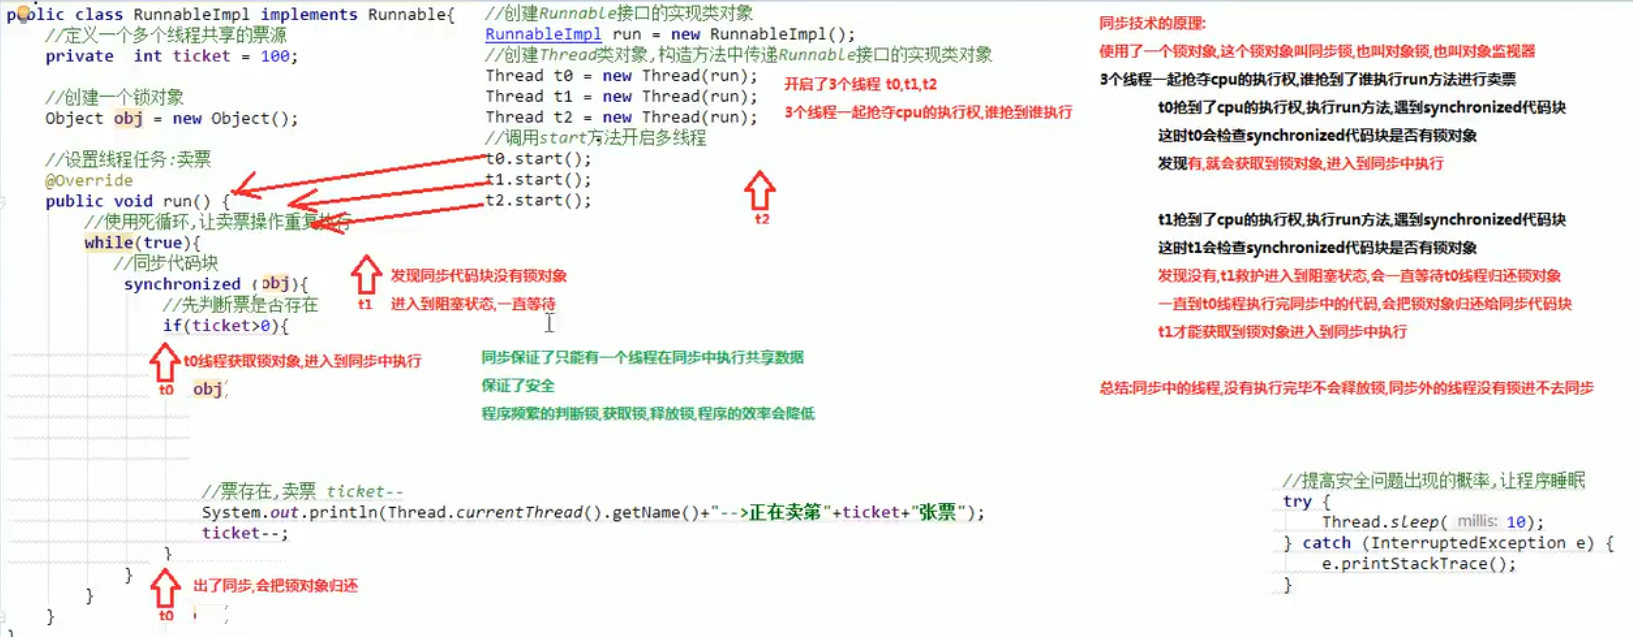 public class RunnableImpl implements Runnable{
//定义一个多个线程共享的票源
private int ticket = 100;
//创建一个锁对象
Object obj = new Object();
//设置线程任务:卖票
@Override
public void run() {
//使用死循环,让卖票操作重复执行
while(true){
//同步代码块
synchronized (obj){
//先判断票是否存在
if(ticket>0){
t0线程获取锁对象,进入到同步中执行
t0
obj
//票存在,卖票 ticket--
System.out.println(Thread.currentThread().getName()+"-->正在卖第"+ticket+"张票");
ticket--;
}
}
出了同步,会把锁对象归还
}
t0
}
//创建Runnable接口的实现类对象
RunnableImpl run = new RunnableImpl();
//创建Thread类对象,构造方法中传递Runnable接口的实现类对象
Thread t0 = new Thread(run);
Thread t1 = new Thread(run);
Thread t2 = new Thread(run);
//调用start方法开启多线程
t0.start();
t1.start();
t2.start();
开启了3个线程 t0,t1,t2
3个线程一起抢夺cpu的执行权,谁抢到谁执行
t2
发现同步代码块没有锁对象
t1 进入到阻塞状态,一直等待
同步保证了只能有一个线程在同步中执行共享数据
保证了安全
程序频繁的判断锁,获取锁,释放锁,程序的效率会降低
同步技术的原理:
使用了一个锁对象,这个锁对象叫同步锁,也叫对象锁,也叫对象监视器
3个线程一起抢夺cpu的执行权,谁抢到了谁执行run方法进行卖票
t0抢到了cpu的执行权,执行run方法,遇到synchronized代码块
这时t0会检查synchronized代码块是否有锁对象
发现有,就会获取到锁对象,进入到同步中执行
t1抢到了cpu的执行权,执行run方法,遇到synchronized代码块
这时t1会检查synchronized代码块是否有锁对象
发现没有,t1救护进入到阻塞状态,会一直等待t0线程归还锁对象
一直到t0线程执行完同步中的代码,会把锁对象归还给同步代码块
t1才能获取到锁对象进入到同步中执行
总结:同步中的线程,没有执行完毕不会释放锁,同步外的线程没有锁进不去同步
//提高安全问题出现的概率,让程序睡眠
try {
Thread.sleep( millis: 10);
} catch (InterruptedException e) {
e.printStackTrace();
}